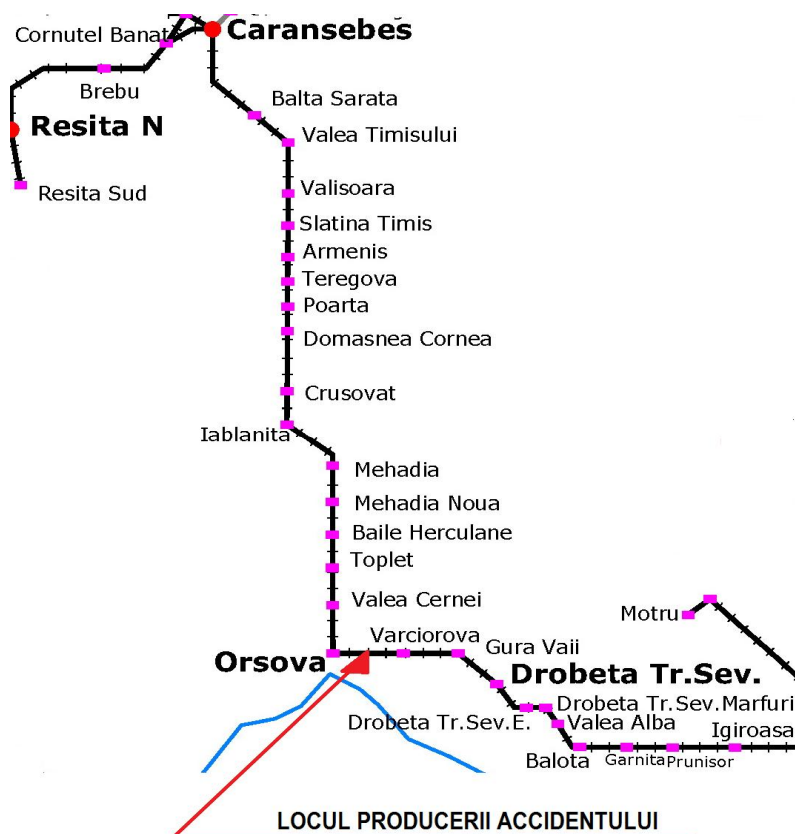 Cornutel Banat
Caransebes
Brebu
Balta Sarata
Resita N
Valea Timisului
Resita Sud
Valisoara
Slatina Timis
Armenis
Teregova
Poarta
Domasnea Cornea
Crusovat
Iablanita
Mehadia
Mehadia Noua
Baile Herculane
Toplet
Valea Cernei
Motru
Varciorova
Gura Vaii
Orsova
Drobeta Tr.Sev.
Drobeta Tr.Sev.Marfuri
Drobeta Tr.Sev.E.
Valea Alba
Igiroasa
Balota
Garnita
Prunisor
LOCUL PRODUCERII ACCIDENTULUI